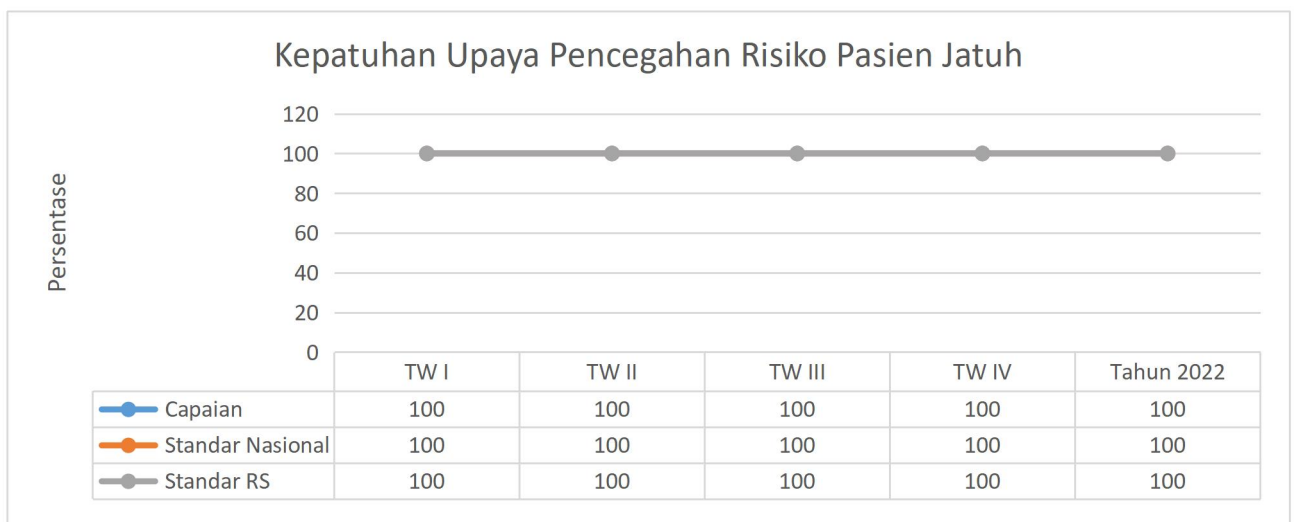 Kepatuhan Upaya Pencegahan Risiko Pasien Jatuh
Persentase
120
100
80
60
40
20
0
TW I TW II TW III TW IV Tahun 2022
Capaian 100 100 100 100 100
Standar Nasional 100 100 100 100 100
Standar RS 100 100 100 100 100